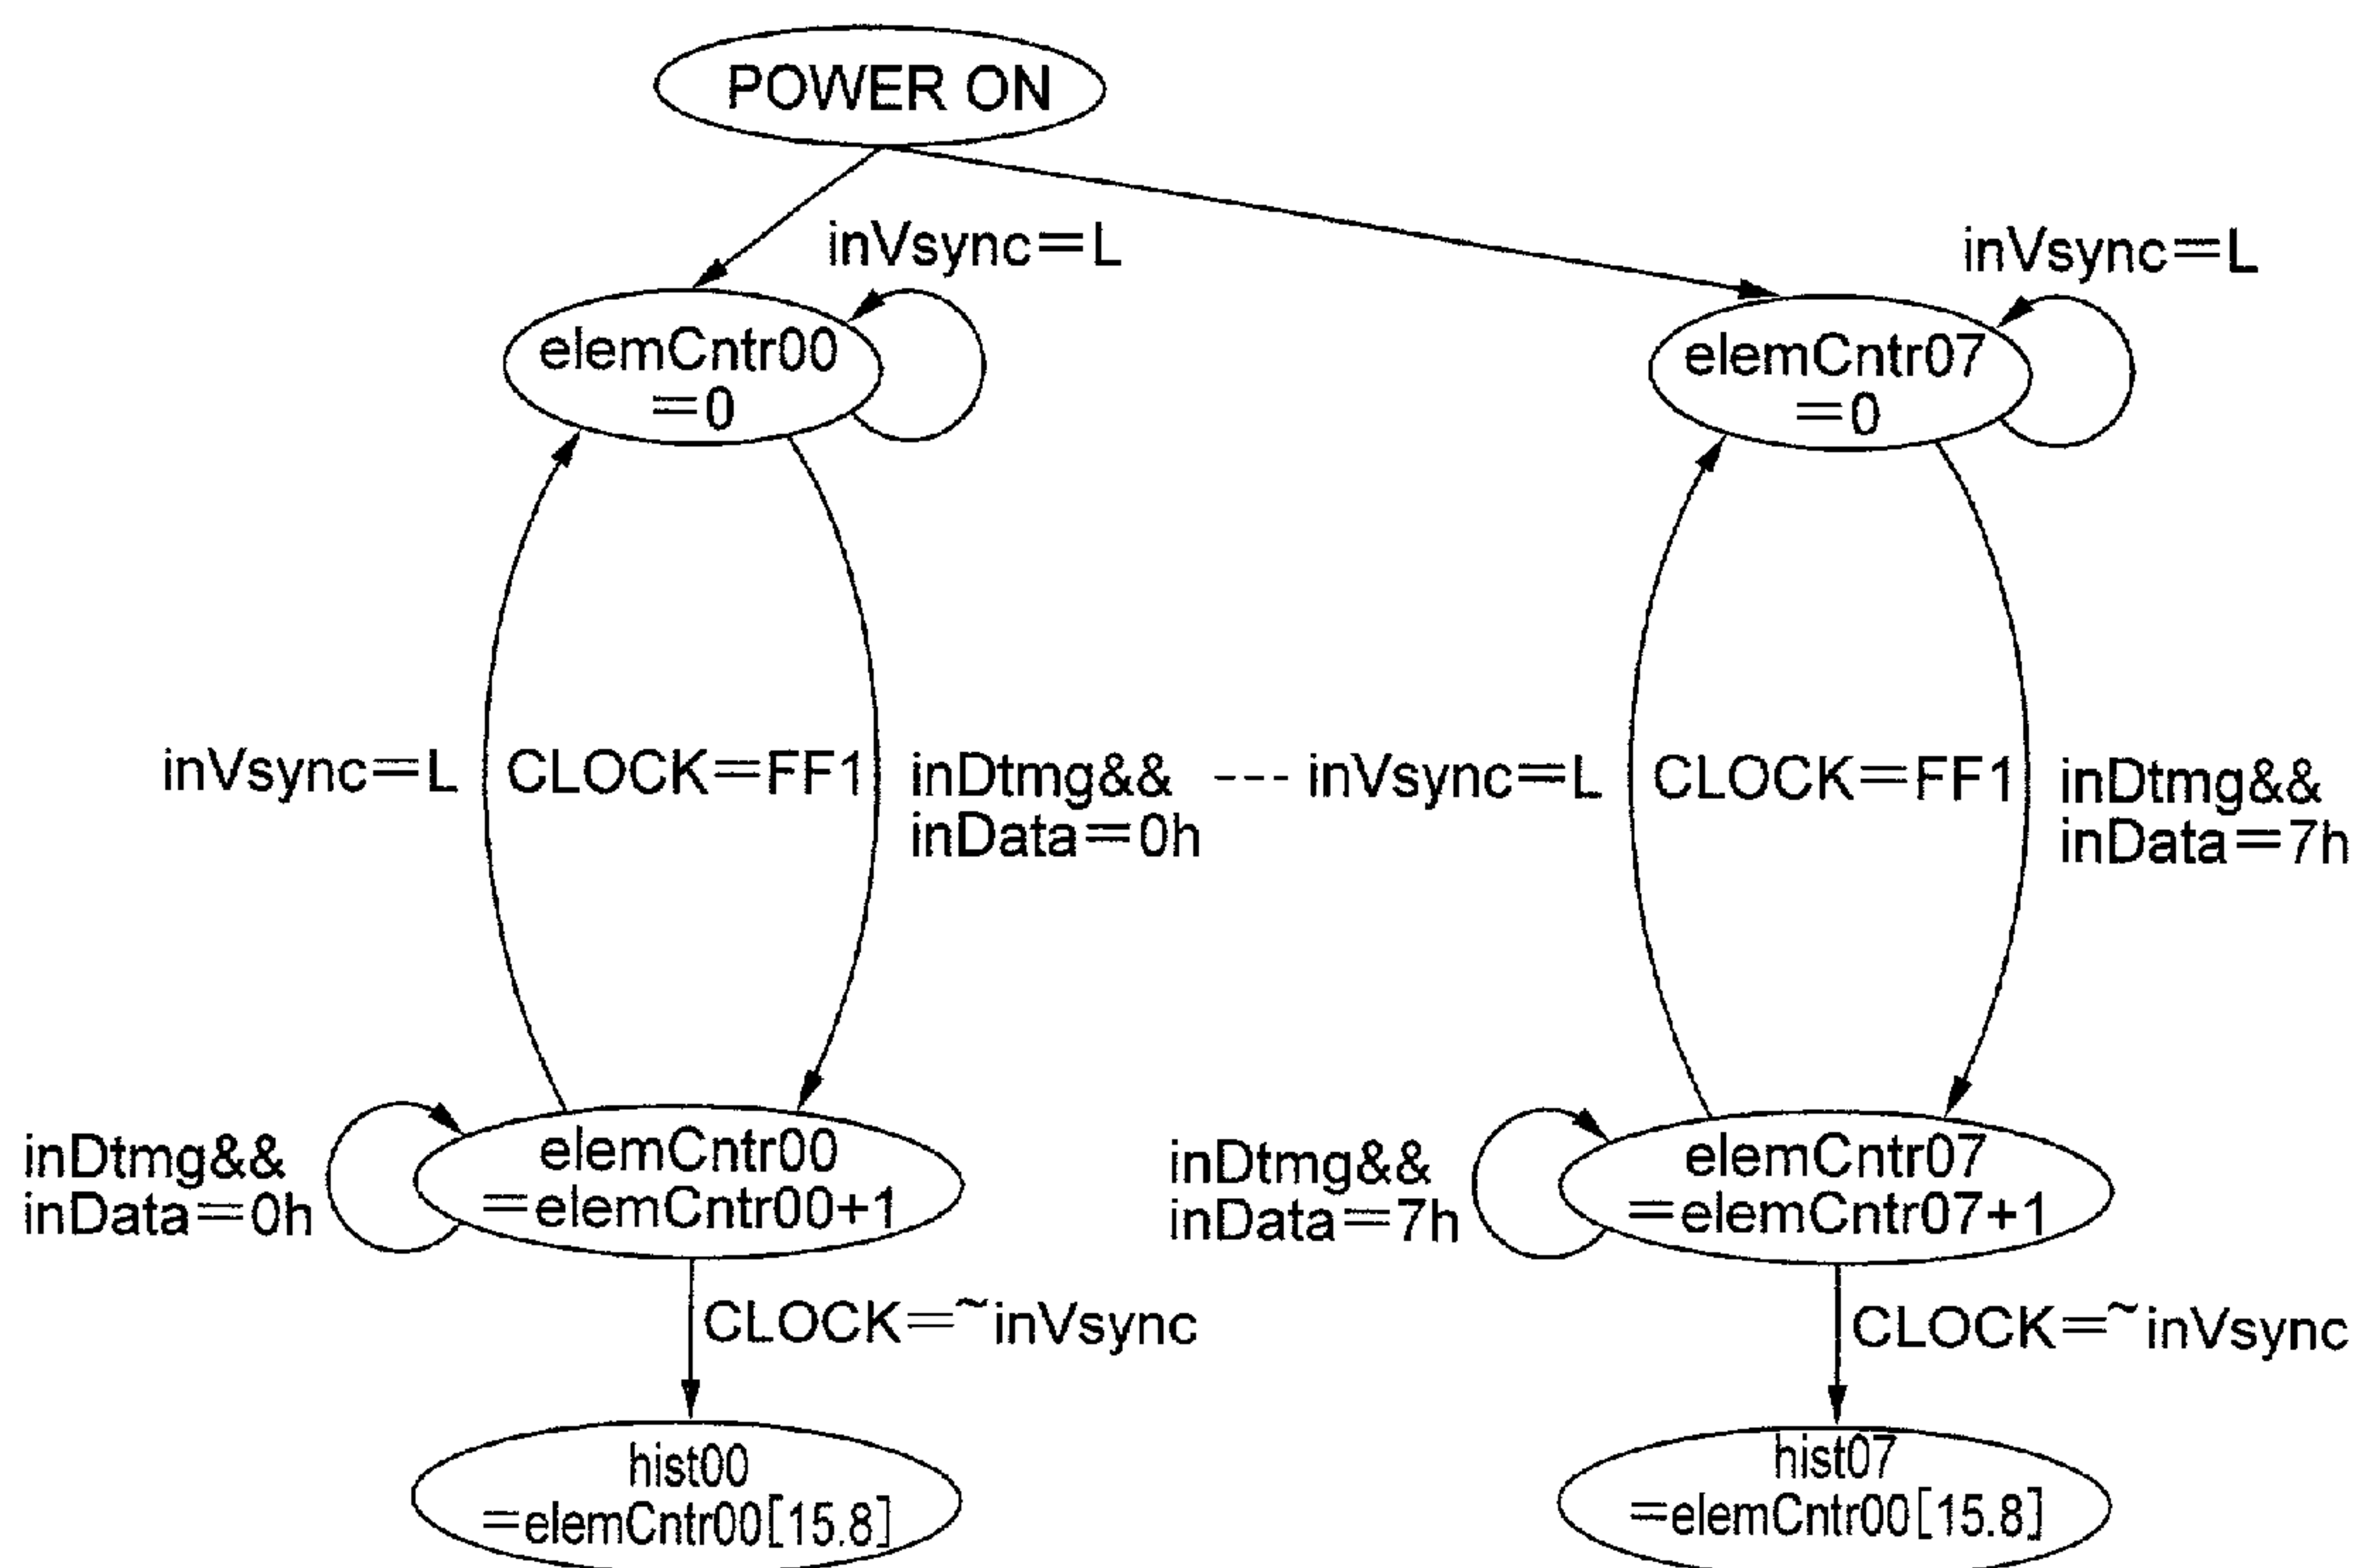 POWER ON
inVsync=L
inVsync=L
elemCntr00
=0
elemCntr07
=0
inVsync=L
CLOCK=FF1
inDtmg&&
inData=0h
---
inVsync=L
CLOCK=FF1
inDtmg&&
inData=7h
inDtmg&&
inData=0h
elemCntr00
=elemCntr00+1
inDtmg&&
inData=7h
elemCntr07
=elemCntr07+1
CLOCK=~inVsync
CLOCK=~inVsync
hist00
=elemCntr00[15.8]
hist07
=elemCntr00[15.8]